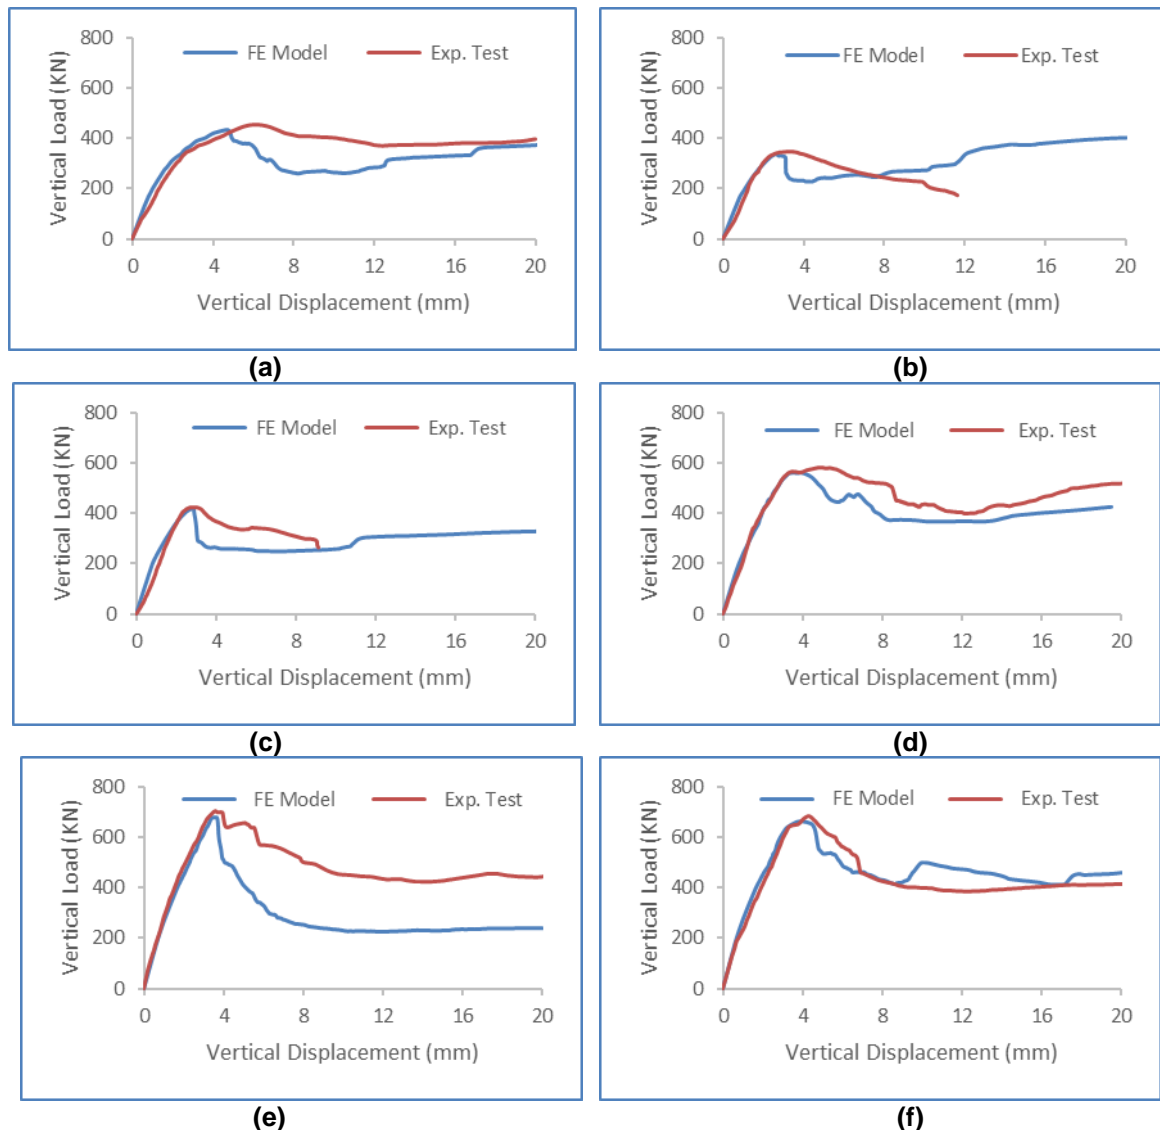 800
600
400
200
0
Vertical Load (KN)
FE Model
Exp. Test
0 4 8 12 16 20
Vertical Displacement (mm)
(a)
800
600
400
200
0
Vertical Load (KN)
FE Model
Exp. Test
0 4 8 12 16 20
Vertical Displacement (mm)
(b)
800
600
400
200
0
Vertical Load (KN)
FE Model
Exp. Test
0 4 8 12 16 20
Vertical Displacement (mm)
(c)
800
600
400
200
0
Vertical Load (KN)
FE Model
Exp. Test
0 4 8 12 16 20
Vertical Displacement (mm)
(d)
800
600
400
200
0
Vertical Load (KN)
FE Model
Exp. Test
0 4 8 12 16 20
Vertical Displacement (mm)
(e)
800
600
400
200
0
Vertical Load (KN)
FE Model
Exp. Test
0 4 8 12 16 20
Vertical Displacement (mm)
(f)